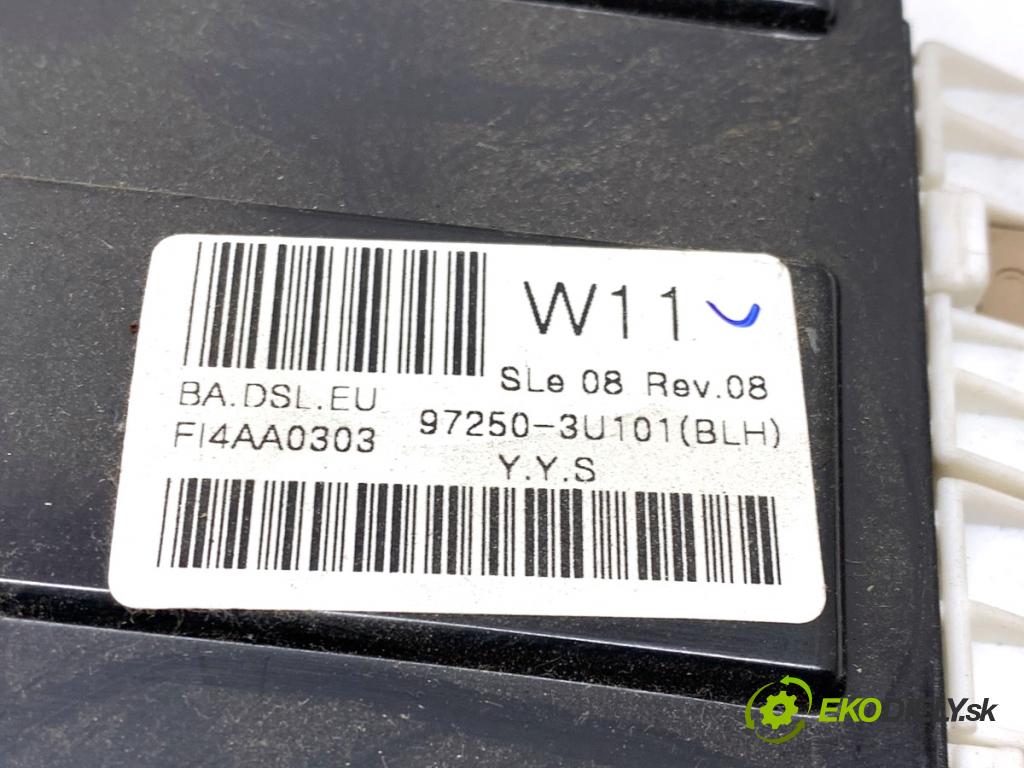 W11
SLe 08 Rev.08
BA.DSL.EU
97250-3U101(BLH)
FI4AA0303
Y.Y.S
EKODIELY.sk